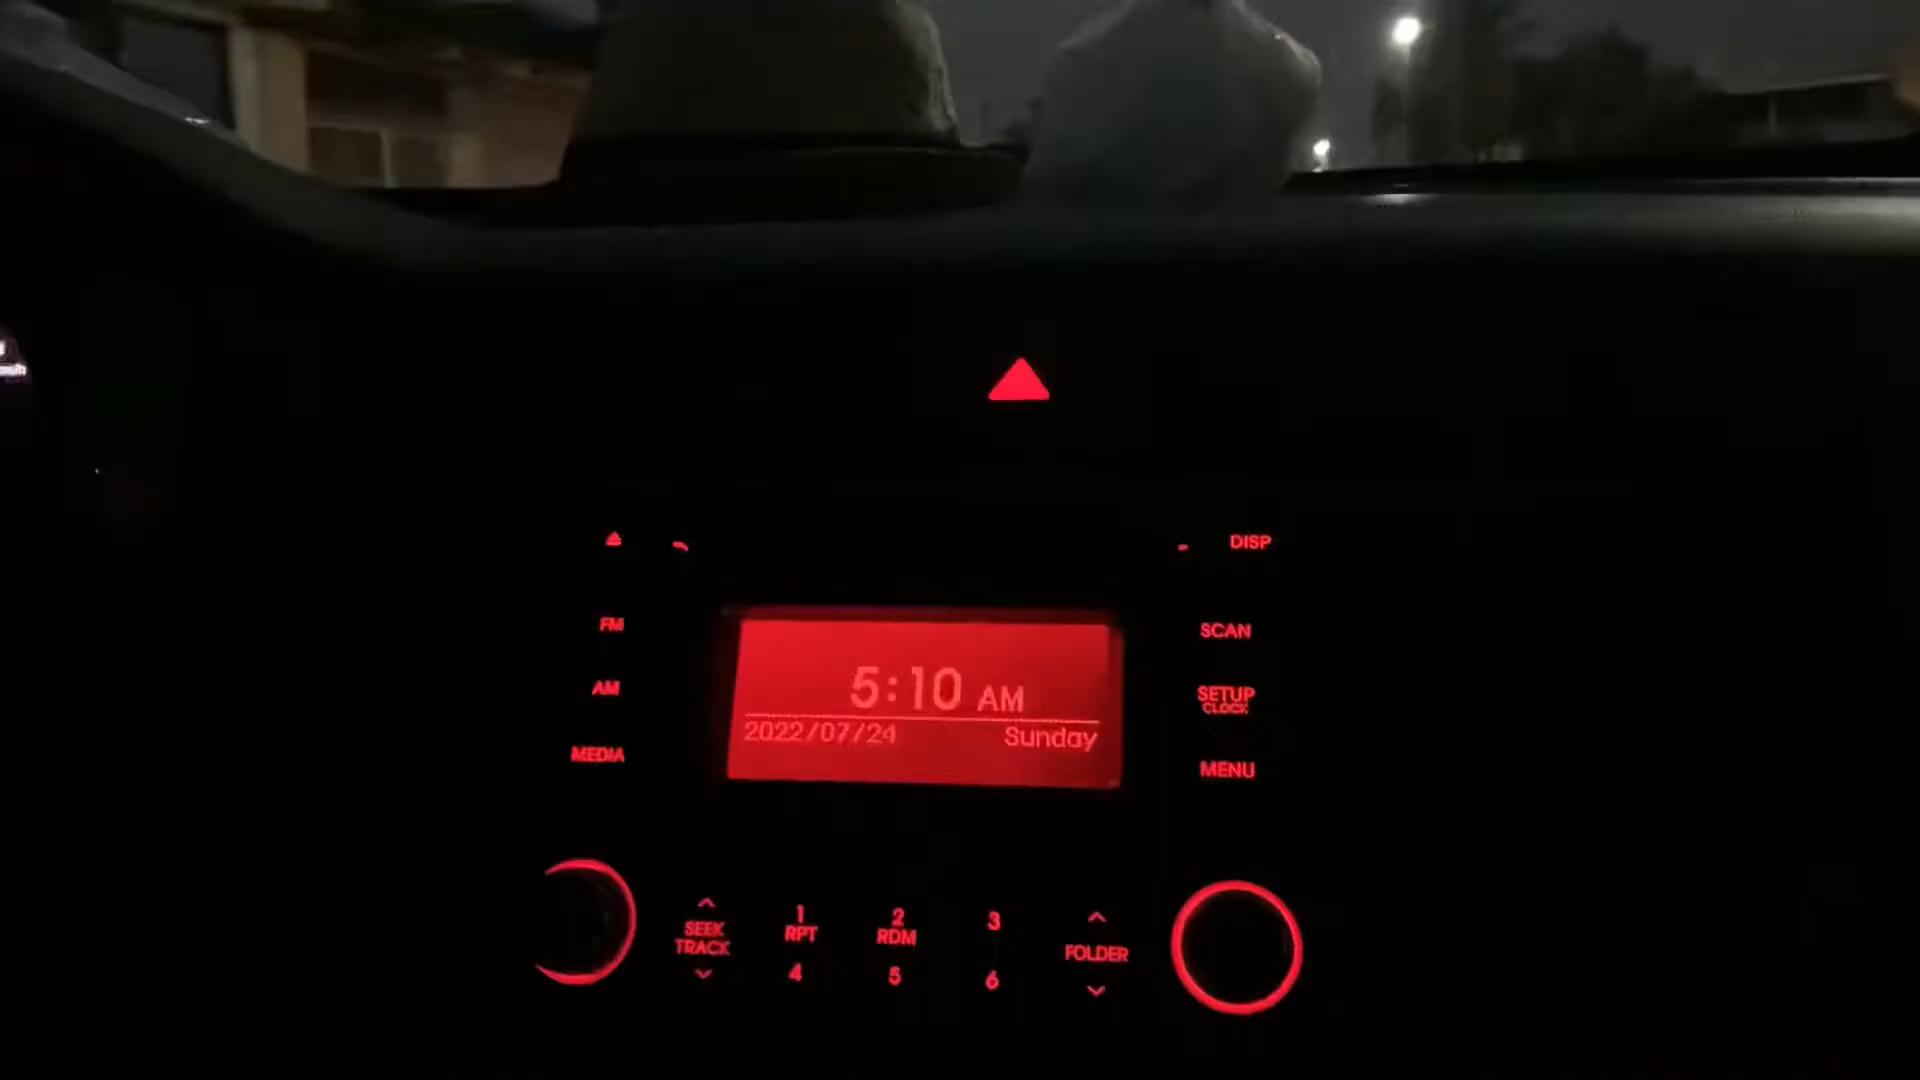 DISP
FM
SCAN
AM
SETUP
CLOCK
MEDIA
MENU
5:10 AM
2022/07/24 Sunday
SEEK
TRACK
1
RPT
2
RDM
3
4
5
6
FOLDER